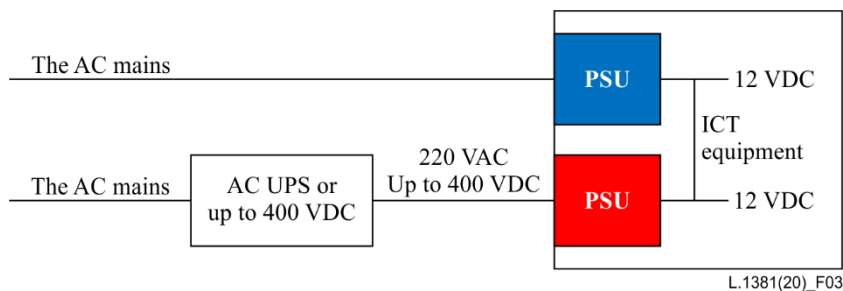 The AC mains
PSU
12 VDC
ICT
equipment
The AC mains
AC UPS or
up to 400 VDC
220 VAC
Up to 400 VDC
PSU
12 VDC
L.1381(20)_F03